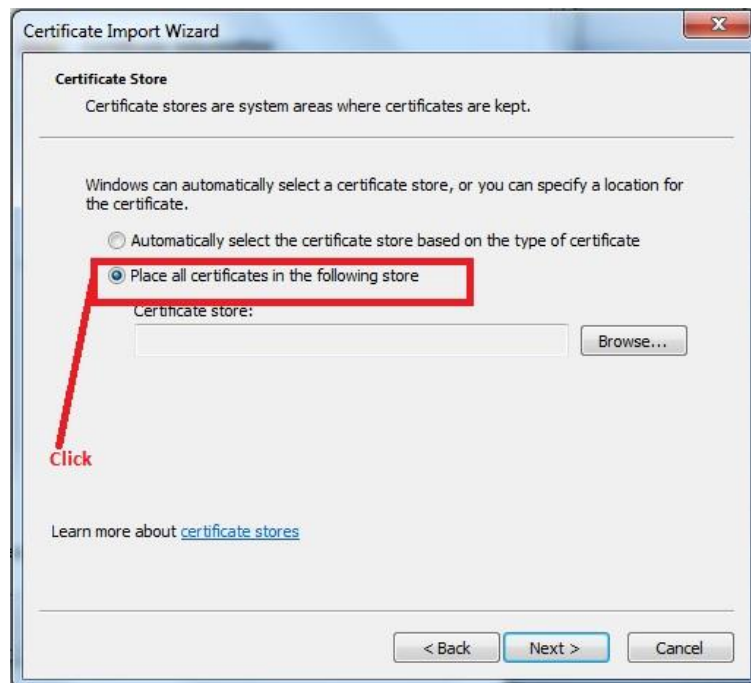 Certificate Import Wizard
Certificate Store
Certificate stores are system areas where certificates are kept.
Windows can automatically select a certificate store, or you can specify a location for
the certificate.
Automatically select the certificate store based on the type of certificate
Place all certificates in the following store
Certificate store:
Browse...
Click
Learn more about certificate stores
< Back Next > Cancel